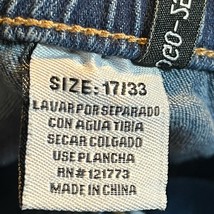 SIZE: 17/33
LAVAR POR SEPARADO
CON AGUA TIBIA
SECAR COLGADO
USE PLANCHA
RN# 121773
MADE IN CHINA